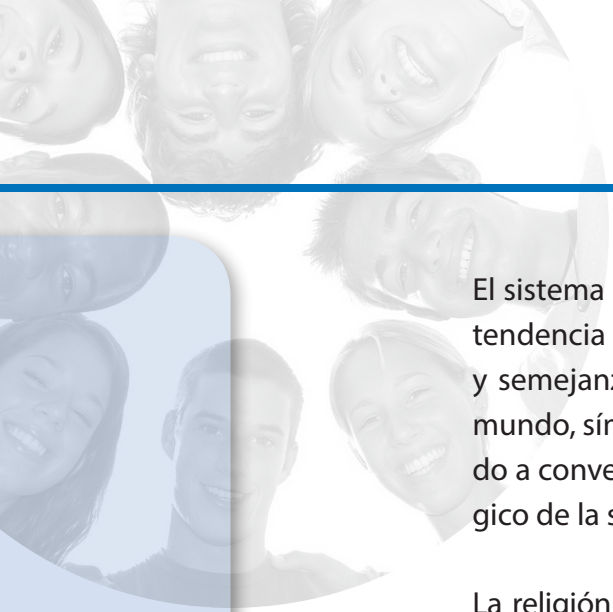 El sistema
tendencia
y semejanz
mundo, sín
do a conve
gico de la s
La religión